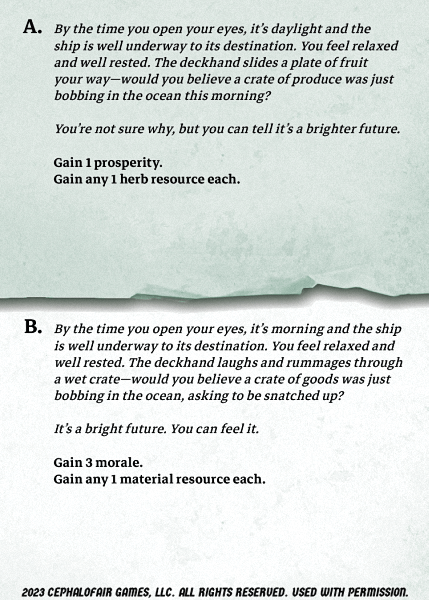 A. By the time you open your eyes, it's daylight and the
ship is well underway to its destination. You feel relaxed
and well rested. The deckhand slides a plate of fruit
your way—would you believe a crate of produce was just
bobbing in the ocean this morning?
You're not sure why, but you can tell it's a brighter future.
Gain 1 prosperity.
Gain any 1 herb resource each.
B. By the time you open your eyes, it's morning and the ship
is well underway to its destination. You feel relaxed and
well rested. The deckhand laughs and rummages through
a wet crate—would you believe a crate of goods was just
bobbing in the ocean, asking to be snatched up?
It's a bright future. You can feel it.
Gain 3 morale.
Gain any 1 material resource each.
2023 CEPHALOFAIR GAMES, LLC. ALL RIGHTS RESERVED. USED WITH PERMISSION.